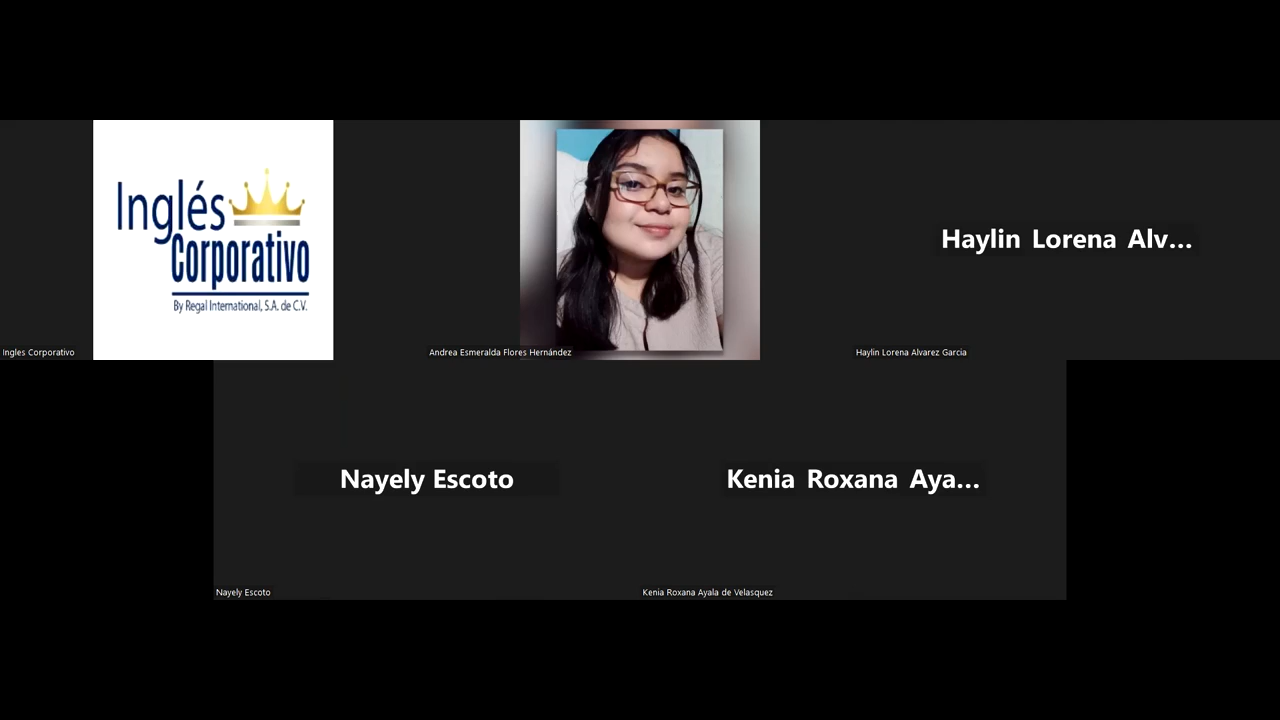 Inglés
Corporativo
By Regal International, S.A. de C.V.
Ingles Corporativo
Andrea Esmeralda Flores Hernández
Haylin Lorena Alv...
Haylin Lorena Alvarez Garcia
Nayely Escoto
Nayely Escoto
Kenia Roxana Aya...
Kenia Roxana Ayala de Velasquez